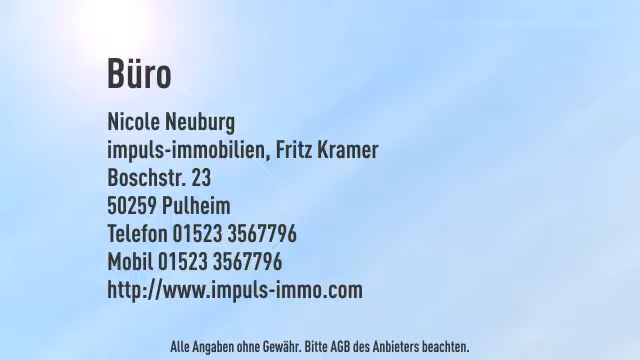 Büro
Nicole Neuburg
impuls-immobilien, Fritz Kramer
Boschstr. 23
50259 Pulheim
Telefon 01523 3567796
Mobil 01523 3567796
http://www.impuls-immo.com
Alle Angaben ohne Gewähr. Bitte AGB des Anbieters beachten.